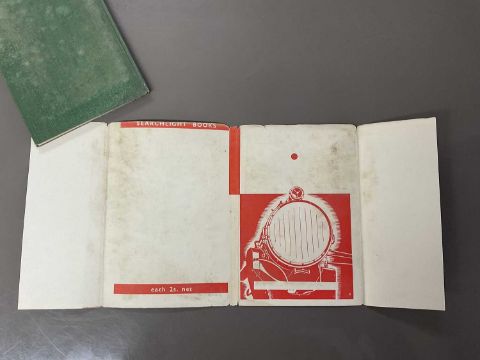 SEARCHLIGHT BOOKS
each 2s. net